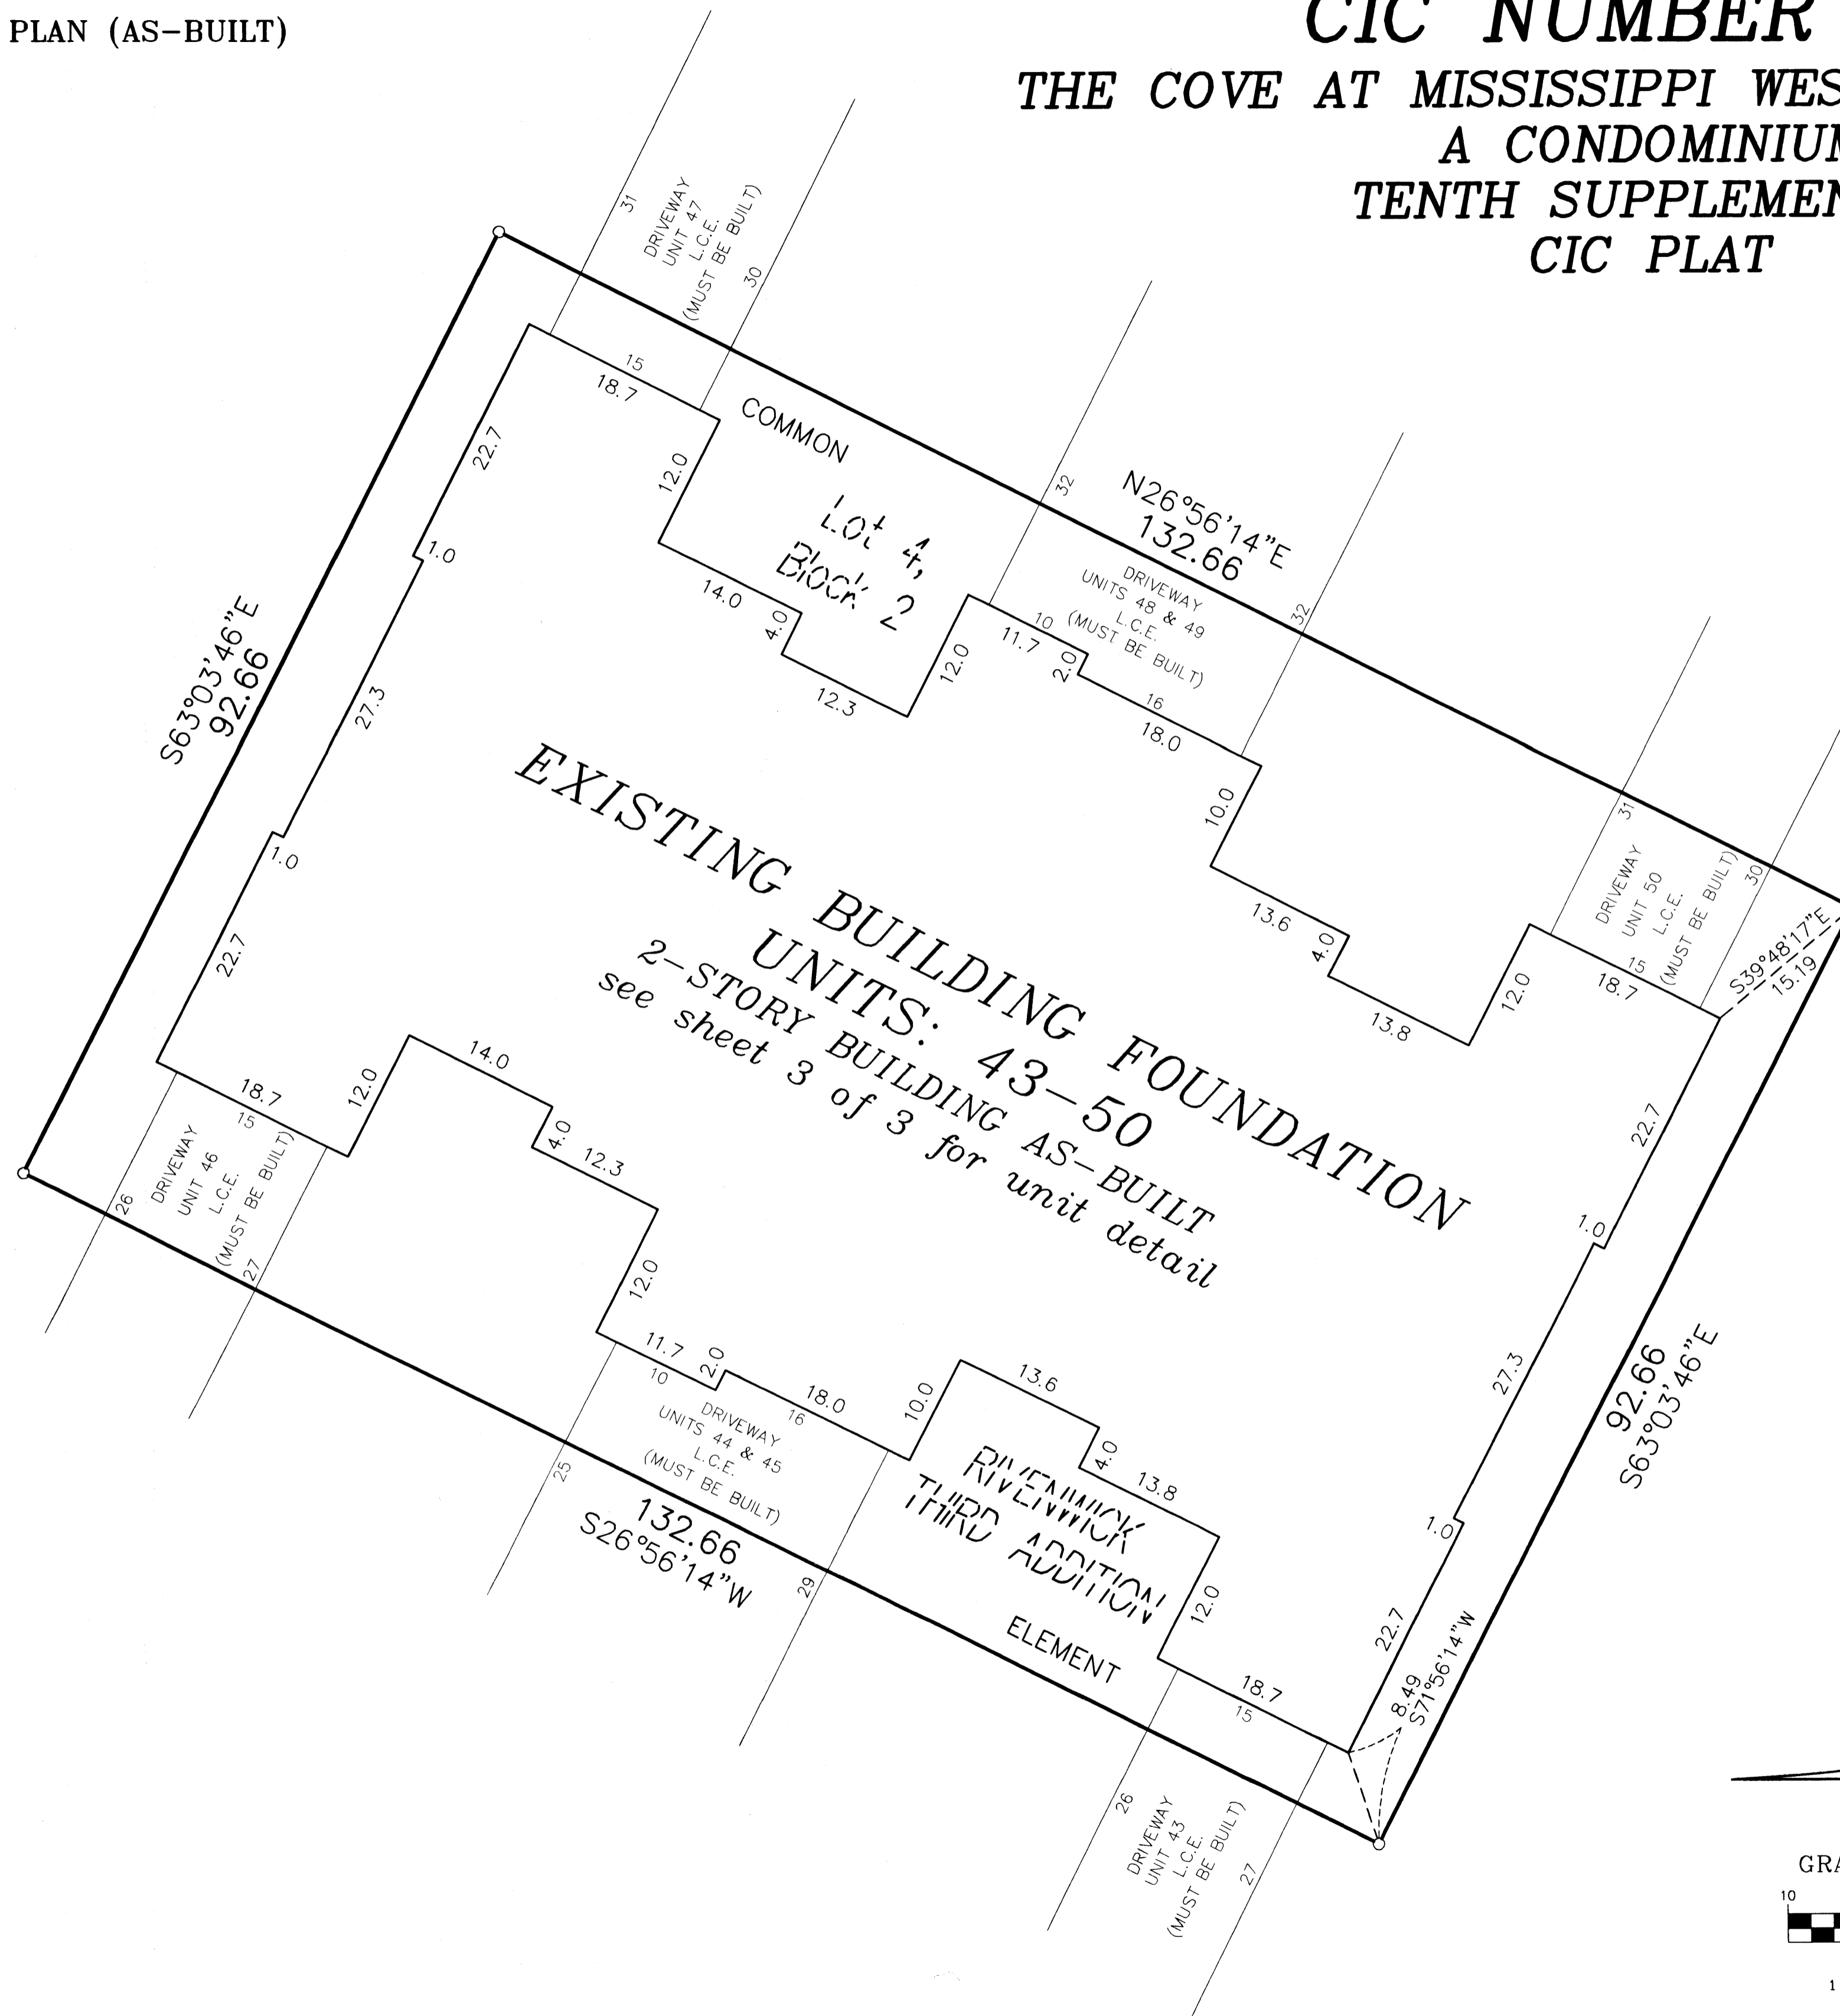 PLAN (AS-BUILT)
CIC NUMBER
THE COVE AT MISSISSIPPI
A CONDOMINIUM
TENTH
CIC PLAT
31
DRIVEWAY
UNIT 47
L.C.E.
(MUST BE BUILT)
30
15
18.7
COMMON
22.7
12.0
32
N26°56'14"E
132.66
Lot 4,
Block 2
1.0
14.0
4.0
12.3
12.0
10
11.7
2.0
DRIVEWAY
UNITS 48 & 49
L.C.E.
(MUST BE BUILT)
32
16
18.0
S63°03'46"E
92.66
27.3
10.0
31
DRIVEWAY
UNIT 50
L.C.E.
(MUST BE BUILT)
30
1.0
13.6
4.0
13.8
12.0
15
18.7
S39°48'17"E
15.19
EXISTING BUILDING FOUNDATION
UNITS: 43-50
2-STORY BUILDING AS-BUILT
see sheet 3 of 3 for unit detail
22.7
18.7
15
12.0
14.0
4.0
12.3
22.7
26
DRIVEWAY
UNIT 46
L.C.E.
(MUST BE BUILT)
27
12.0
1.0
11.7
10
2.0
18.0
16
10.0
13.6
4.0
13.8
27.3
92.66
S63°03'46"E
25
DRIVEWAY
UNITS 44 & 45
L.C.E.
(MUST BE BUILT)
132.66
S26°56'14"W
29
RIVENWICK
THIRD ADDITION
1.0
12.0
ELEMENT
22.7
18.7
15
8.49
S71°56'14"W
26
DRIVEWAY
UNIT 43
L.C.E.
(MUST BE BUILT)
27
10
1